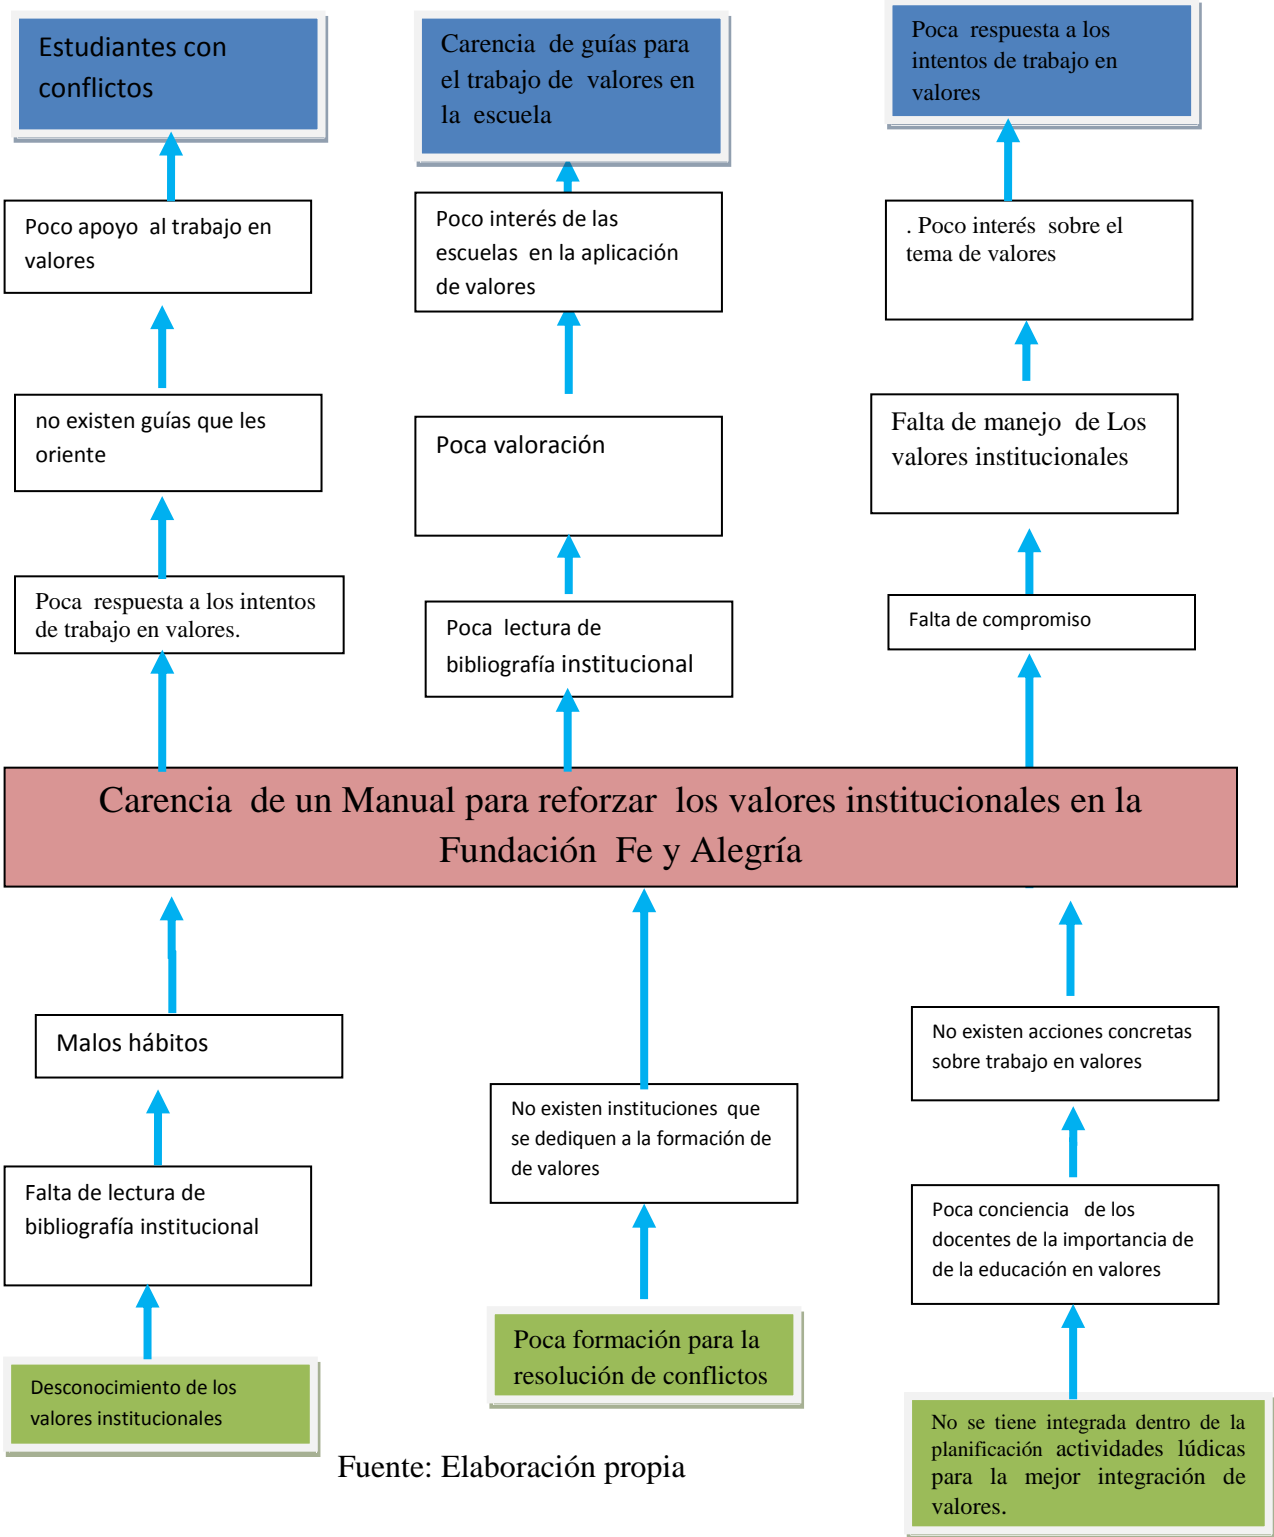 Estudiantes con
conflictos
Carencia de guías para
el trabajo de valores en
la escuela
Poca respuesta a los
intentos de trabajo en
valores
Poco apoyo al trabajo en
valores
Poco interés de las
escuelas en la aplicación
de valores
. Poco interés sobre el
tema de valores
no existen guías que les
oriente
Poca valoración
Falta de manejo de Los
valores institucionales
Poca respuesta a los intentos
de trabajo en valores.
Poca lectura de
bibliografía institucional
Falta de compromiso
Carencia de un Manual para reforzar los valores institucionales en la
Fundación Fe y Alegría
Malos hábitos
No existen instituciones que
se dediquen a la formación de
de valores
No existen acciones concretas
sobre trabajo en valores
Falta de lectura de
bibliografía institucional
Poca conciencia de los
docentes de la importancia de
de la educación en valores
Desconocimiento de los
valores institucionales
Poca formación para la
resolución de conflictos
No se tiene integrada dentro de la
planificación actividades lúdicas
para la mejor integración de
valores.
Fuente: Elaboración propia